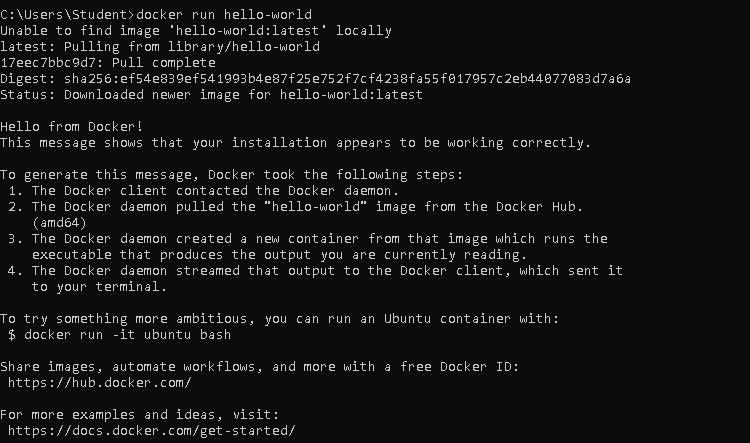 C:\Users\Student>docker run hello-world
Unable to find image 'hello-world:latest' locally
latest: Pulling from library/hello-world
17eec7bbc9d7: Pull complete
Digest: sha256:ef54e839ef541993b4e87f25e752f7cf4238fa55f017957c2eb44077083d7a6a
Status: Downloaded newer image for hello-world:latest

Hello from Docker!
This message shows that your installation appears to be working correctly.

To generate this message, Docker took the following steps:
 1. The Docker client contacted the Docker daemon.
 2. The Docker daemon pulled the "hello-world" image from the Docker Hub.
    (amd64)
 3. The Docker daemon created a new container from that image which runs the
    executable that produces the output you are currently reading.
 4. The Docker daemon streamed that output to the Docker client, which sent it
    to your terminal.

To try something more ambitious, you can run an Ubuntu container with:
 $ docker run -it ubuntu bash

Share images, automate workflows, and more with a free Docker ID:
 https://hub.docker.com/

For more examples and ideas, visit:
 https://docs.docker.com/get-started/